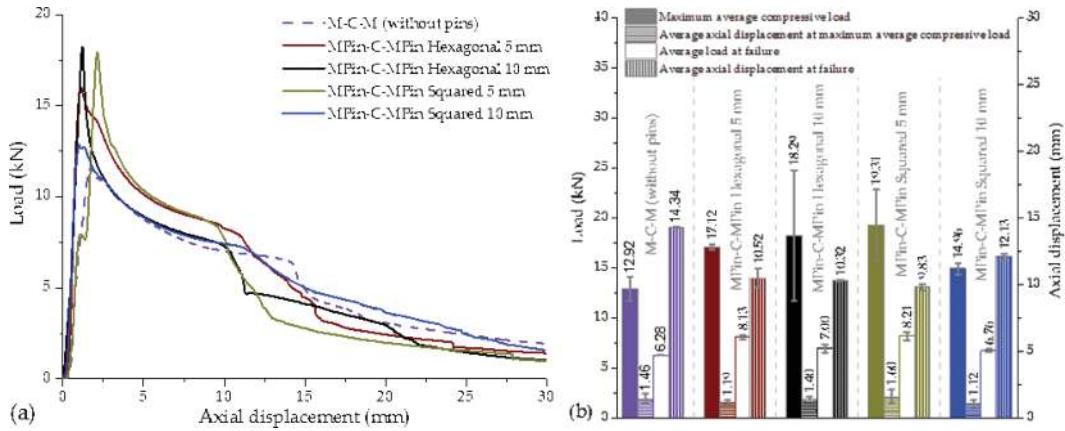 M-C-M (without pins)
MPin-C-MPin Hexagonal 5 mm
MPin-C-MPin Hexagonal 10 mm
MPin-C-MPin Squared 5 mm
MPin-C-MPin Squared 10 mm
20
15
10
5
0
Load (kN)
0 5 10 15 20 25 30
Axial displacement (mm)
(a)
(b)
40
35
30
25
20
15
10
5
0
Load (kN)
Maximum average compressive load
Average axial displacement at maximum average compressive load
Average load at failure
Average axial displacement at failure
M-C-M (without pins)
MPin-C-MPin Hexagonal 5 mm
MPin-C-MPin Hexagonal 10 mm
MPin-C-MPin Squared 5 mm
MPin-C-MPin Squared 10 mm
12.92
1.46
6.28
14.34
17.12
1.19
8.13
10.52
18.29
1.40
7.00
10.32
19.31
1.60
8.21
9.83
14.96
1.12
6.76
12.13
30
25
20
15
10
5
0
Axial displacement (mm)